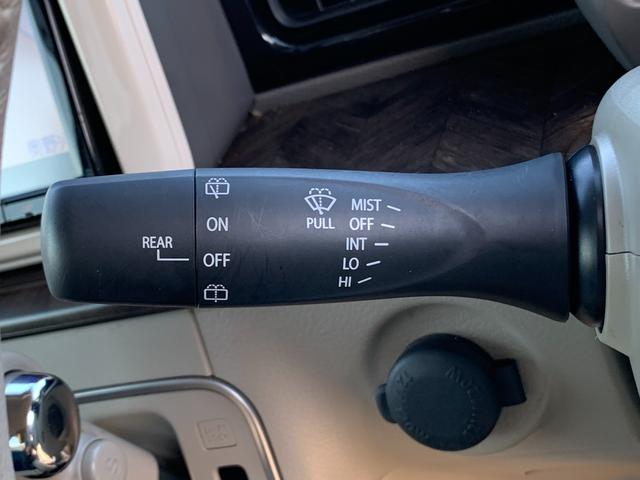 ON
REAR
OFF
PULL
MIST
OFF
INT
LO
HI